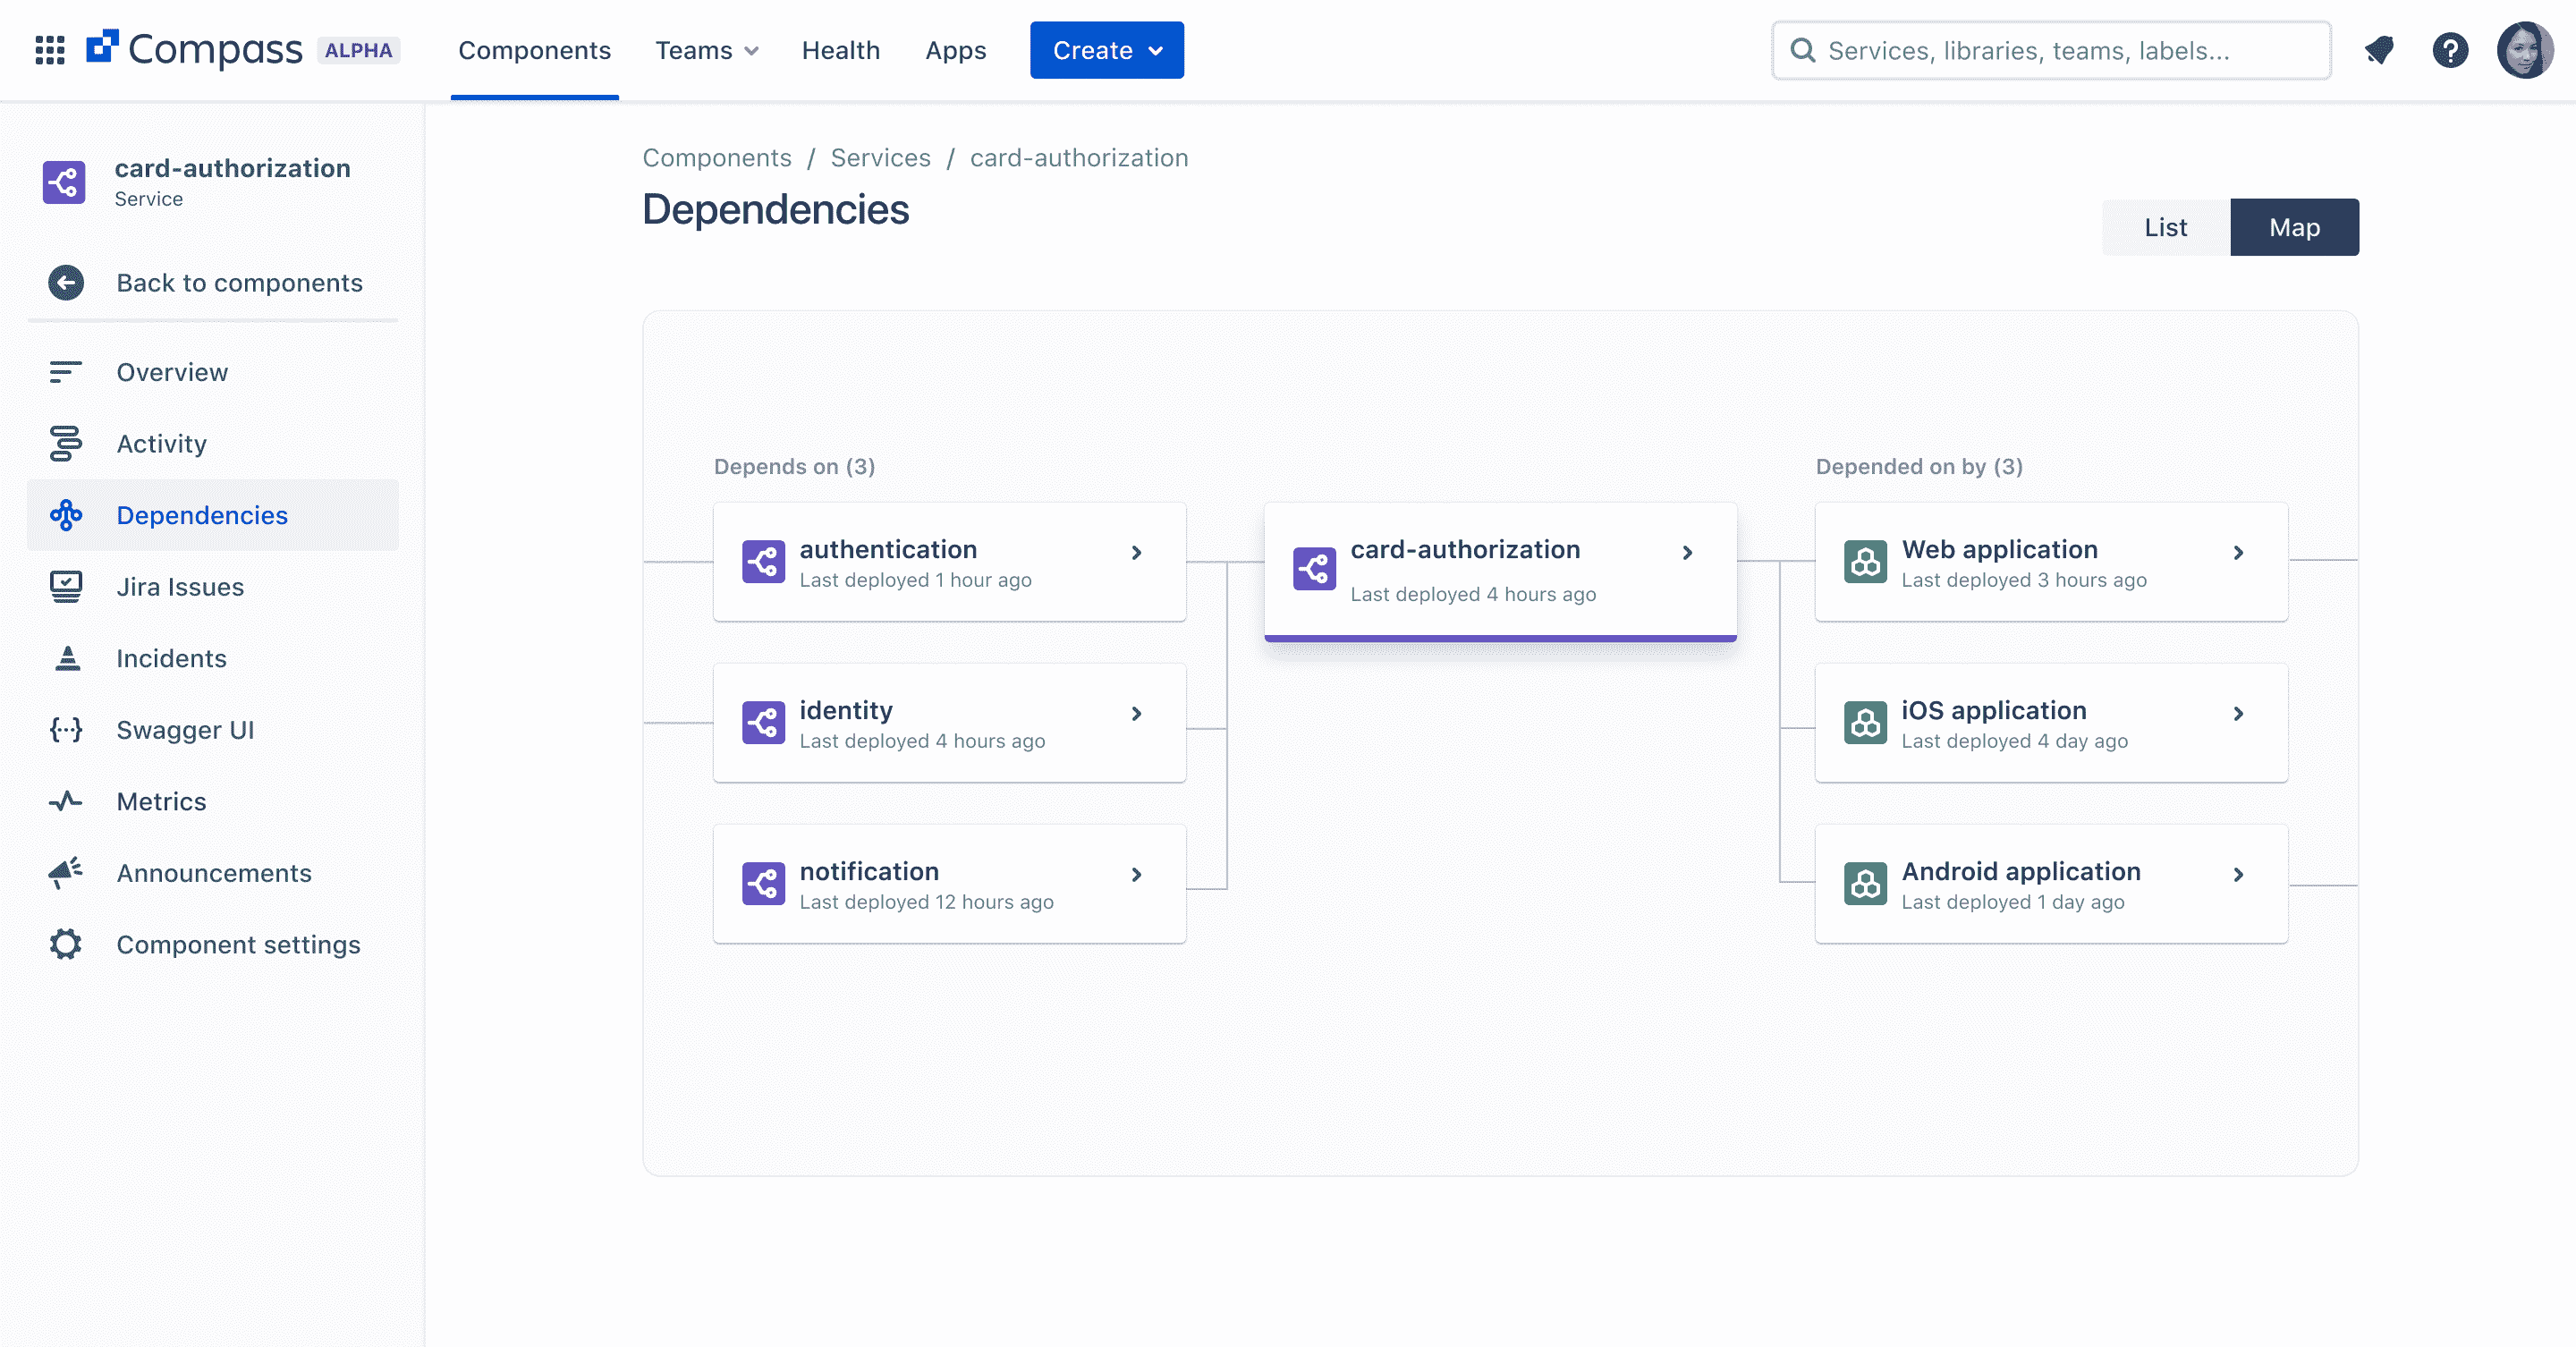 Compass ALPHA Components Teams Health Apps Create Services, libraries, teams, labels... ?
card-authorization
Service
Back to components
Overview
Activity
Dependencies
Jira Issues
Incidents
Swagger UI
Metrics
Announcements
Component settings
Components / Services / card-authorization
Dependencies
List Map
Depends on (3)
authentication
Last deployed 1 hour ago
identity
Last deployed 4 hours ago
notification
Last deployed 12 hours ago
card-authorization
Last deployed 4 hours ago
Depended on by (3)
Web application
Last deployed 3 hours ago
iOS application
Last deployed 4 day ago
Android application
Last deployed 1 day ago